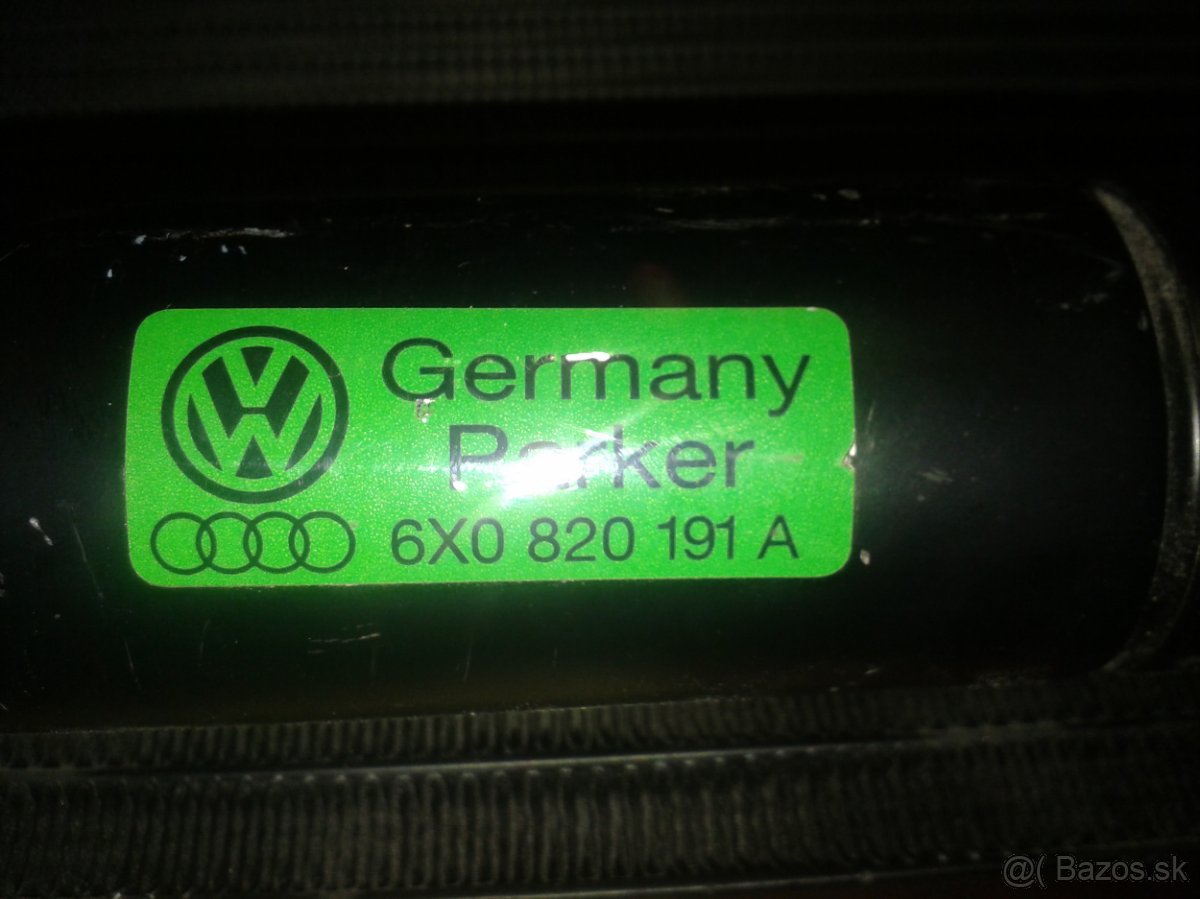 Germany
Parker
6X0 820 191 A
@( Bazos.sk